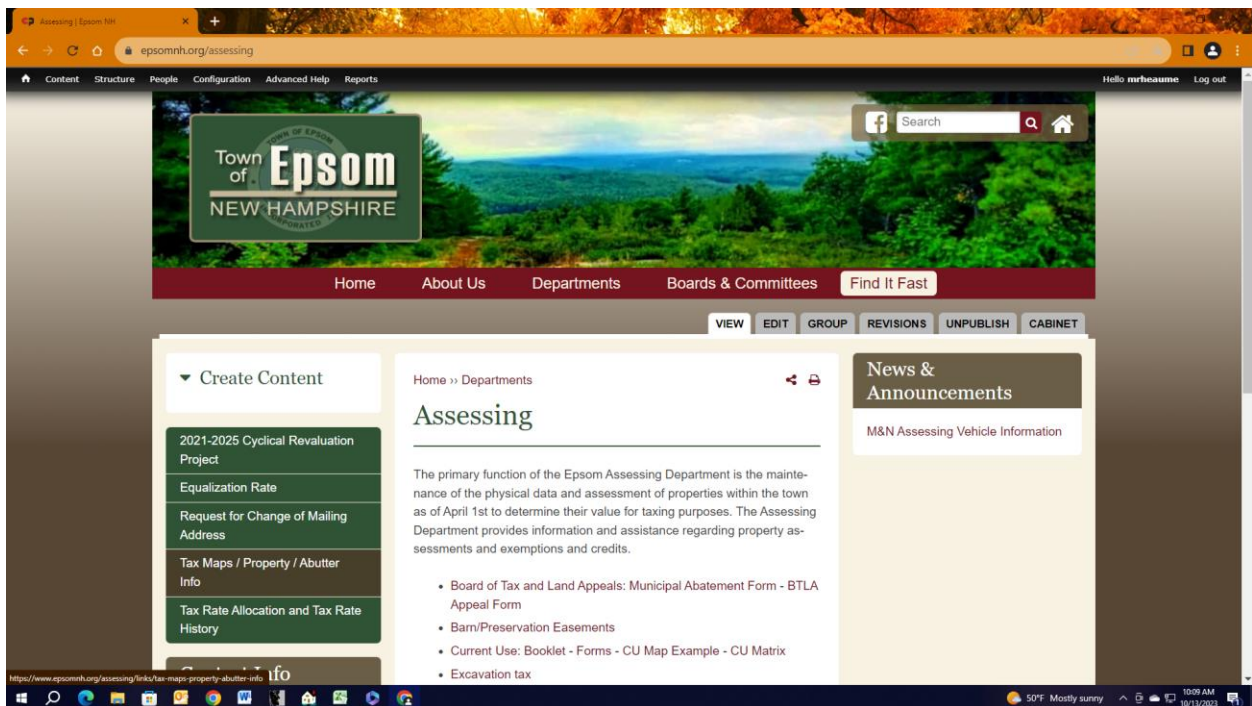 Assessing | Epsom NH
epsomnh.org/assessing
Content Structure People Configuration Advanced Help Reports
Hello mrheaume Log out
TOWN OF EPSOM
Town of Epsom
NEW HAMPSHIRE
INCORPORATED
Search
Home About Us Departments Boards & Committees Find It Fast
VIEW EDIT GROUP REVISIONS UNPUBLISH CABINET
Create Content
2021-2025 Cyclical Revaluation
Project
Equalization Rate
Request for Change of Mailing
Address
Tax Maps / Property / Abutter
Info
Tax Rate Allocation and Tax Rate
History
Home ›› Departments
Assessing
The primary function of the Epsom Assessing Department is the mainte-
nance of the physical data and assessment of properties within the town
as of April 1st to determine their value for taxing purposes. The Assessing
Department provides information and assistance regarding property as-
sessments and exemptions and credits.
• Board of Tax and Land Appeals: Municipal Abatement Form - BTLA
Appeal Form
• Barn/Preservation Easements
• Current Use: Booklet - Forms - CU Map Example - CU Matrix
• Excavation tax
News &
Announcements
M&N Assessing Vehicle Information
https://www.epsomnh.org/assessing/links/tax-maps-property-abutter-info
50°F Mostly sunny
10:09 AM
10/13/2023